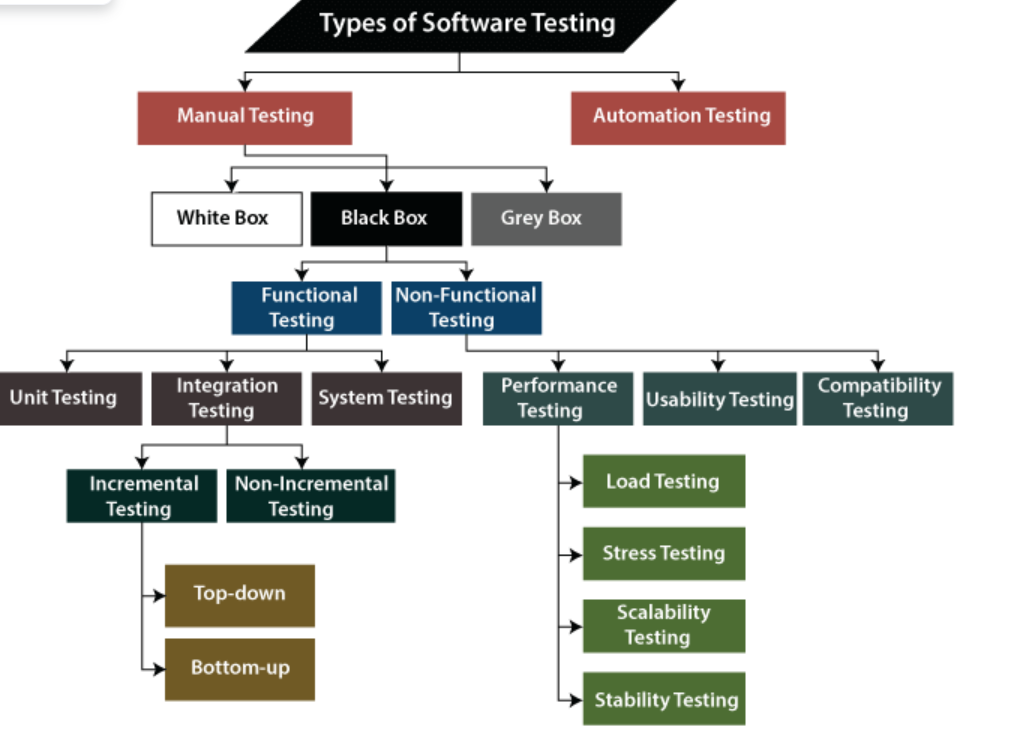 Types of Software Testing
Manual Testing
Automation Testing
White Box
Black Box
Grey Box
Functional
Testing
Non-Functional
Testing
Unit Testing
Integration
Testing
System Testing
Performance
Testing
Usability Testing
Compatibility
Testing
Incremental
Testing
Non-Incremental
Testing
Load Testing
Stress Testing
Top-down
Scalability
Testing
Bottom-up
Stability Testing